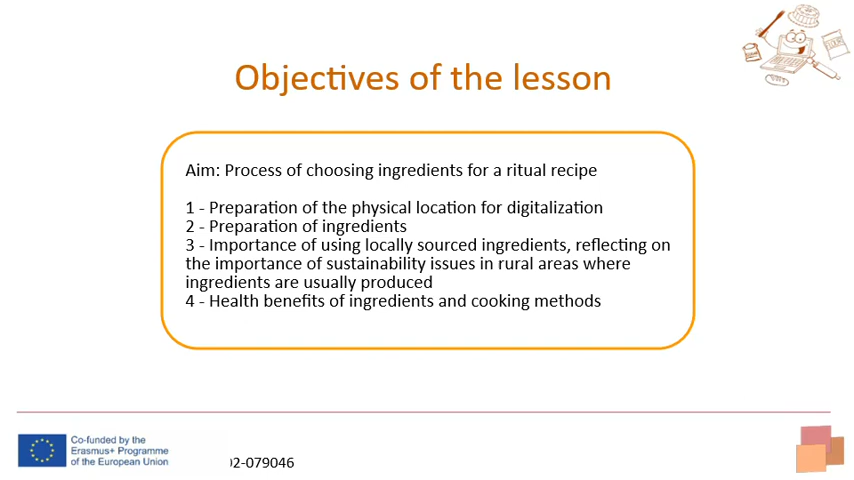 Objectives of the lesson
Aim: Process of choosing ingredients for a ritual recipe
1 - Preparation of the physical location for digitalization
2 - Preparation of ingredients
3 - Importance of using locally sourced ingredients, reflecting on
the importance of sustainability issues in rural areas where
ingredients are usually produced
4 - Health benefits of ingredients and cooking methods
Co-funded by the
Erasmus+ Programme
of the European Union
02-079046